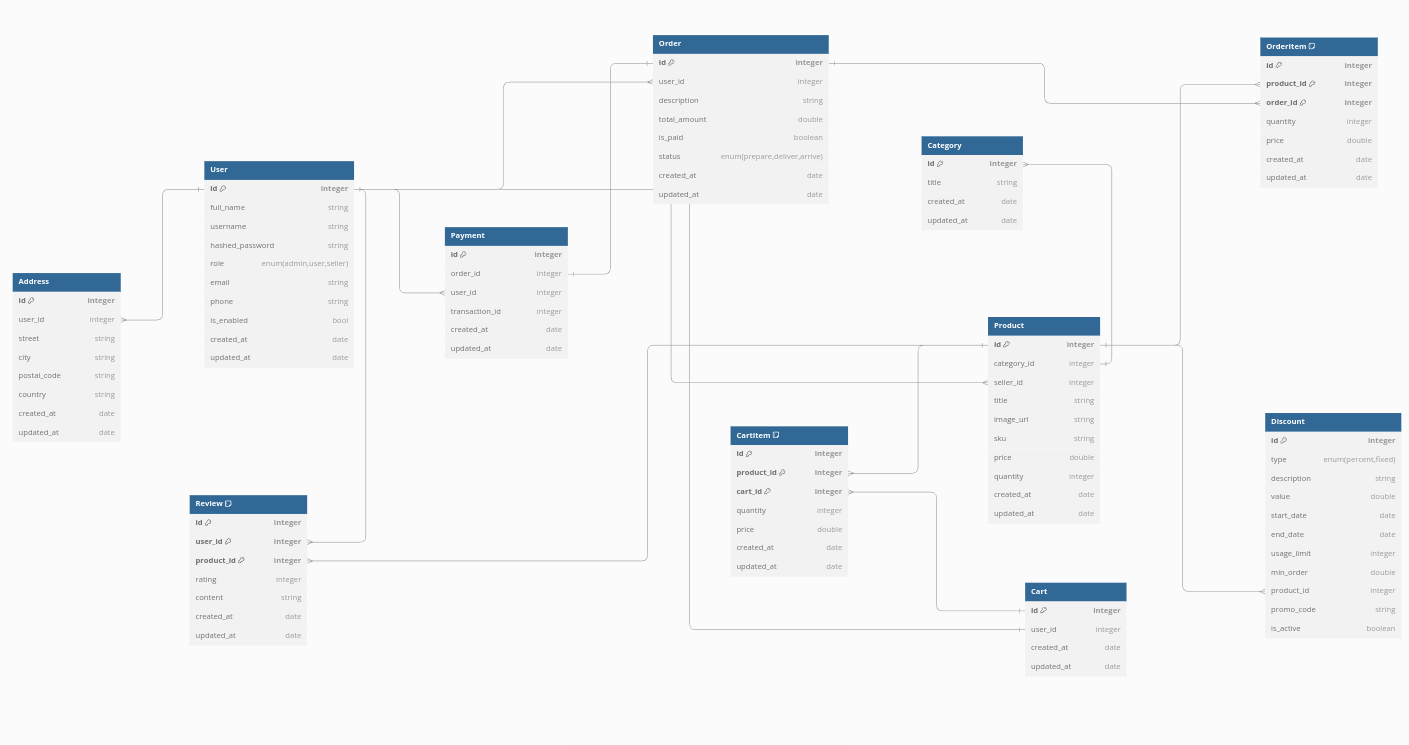 Order
id integer
user_id integer
description string
total_amount double
is_paid boolean
status enum(prepare,deliver,arrive)
created_at date
updated_at date
OrderItem
id integer
product_id integer
order_id integer
quantity integer
price double
created_at date
updated_at date
Category
id integer
title string
created_at date
updated_at date
User
id integer
full_name string
username string
hashed_password string
role enum(admin,user,seller)
email string
phone string
is_enabled bool
created_at date
updated_at date
Payment
id integer
order_id integer
user_id integer
transaction_id integer
created_at date
updated_at date
Address
id integer
user_id integer
street string
city string
postal_code string
country string
created_at date
updated_at date
Product
id integer
category_id integer
seller_id integer
title string
image_url string
sku string
price double
quantity integer
created_at date
updated_at date
CartItem
id integer
product_id integer
cart_id integer
quantity integer
price double
created_at date
updated_at date
Discount
id integer
type enum(percent,fixed)
description string
value double
start_date date
end_date date
usage_limit integer
min_order double
product_id integer
promo_code string
is_active boolean
Review
id integer
user_id integer
product_id integer
rating integer
content string
created_at date
updated_at date
Cart
id integer
user_id integer
created_at date
updated_at date